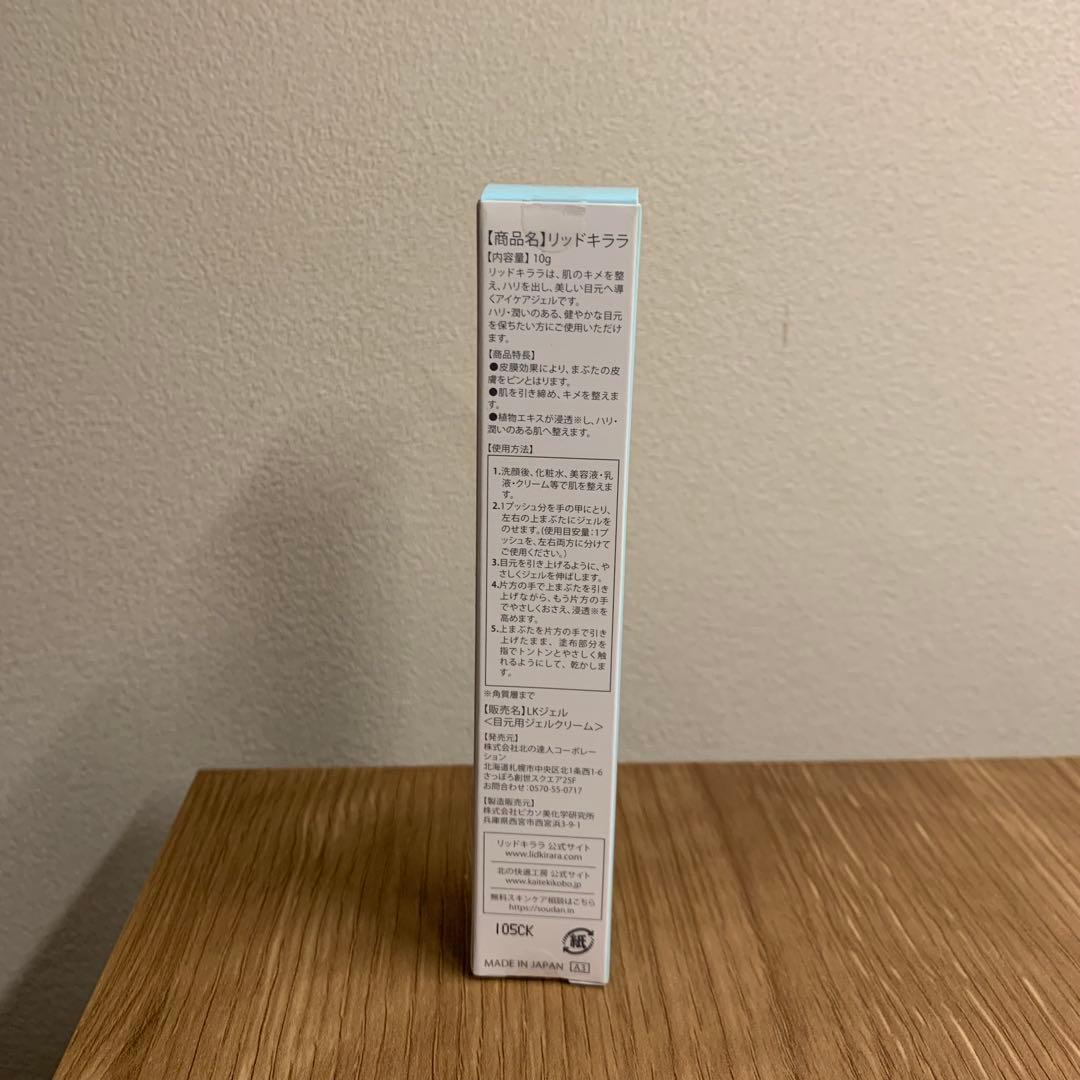 【商品名】リッドキララ
【内容量】10g
リッドキララは、肌のキメを整
え、ハリを出し、美しい目元へ導
くアイケアジェルです。
ハリ・潤いのある、健やかな目元
を保ちたい方にご使用いただけ
ます。
【商品特長】
●皮膜効果により、まぶたの皮
膚をピンとはります。
●肌を引き締め、キメを整えま
す。
●植物エキスが浸透※し、ハリ・
潤いのある肌へ整えます。
【使用方法】
1.洗顔後、化粧水、美容液・乳
液・クリーム等で肌を整えま
す。
2.1プッシュ分を手の甲にとり、
左右の上まぶたにジェルを
のせます。(使用目安量：1プ
ッシュを、左右両方に分けて
ご使用ください。)
3.目元を引き上げるように、や
さしくジェルを伸ばします。
4.片方の手で上まぶたを引き
上げながら、もう片方の手
でやさしくおさえ、浸透※を
高めます。
5.上まぶたを片方の手で引き
上げたまま、塗布部分を
指でトントンとやさしく触
れるようにして、乾かしま
す。
※角質層まで
【販売名】LKジェル
＜目元用ジェルクリーム＞
【発売元】
株式会社北の達人コーポレー
ション
北海道札幌市中央区北1条西1-6
さっぽろ創世スクエア25F
お問合わせ：0570-55-0717
【製造販売元】
株式会社ピカソ美化学研究所
兵庫県西宮市西宮浜3-9-1
リッドキララ 公式サイト
www.lidkirara.com
北の快適工房 公式サイト
www.kaitekikobo.jp
無料スキンケア相談はこちら
https://soudan.in
105CK
紙
MADE IN JAPAN A3